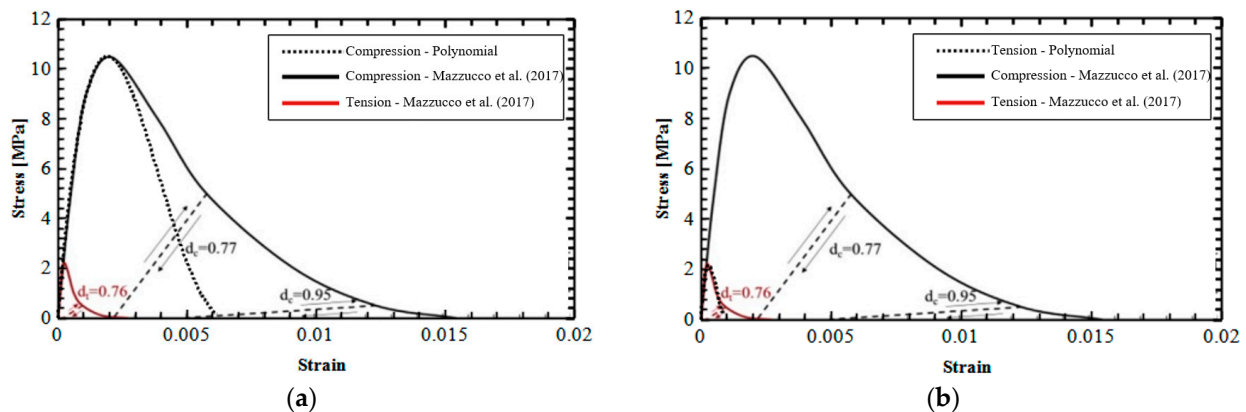 12
10
8
6
4
2
0
Stress [MPa]
Compression - Polynomial
Compression - Mazzucco et al. (2017)
Tension - Mazzucco et al. (2017)
dc=0.77
dt=0.76
dc=0.95
0 0.005 0.01 0.015 0.02
Strain
(a)
12
10
8
6
4
2
0
Stress [MPa]
Tension - Polynomial
Compression - Mazzucco et al. (2017)
Tension - Mazzucco et al. (2017)
dc=0.77
dt=0.76
dc=0.95
0 0.005 0.01 0.015 0.02
Strain
(b)